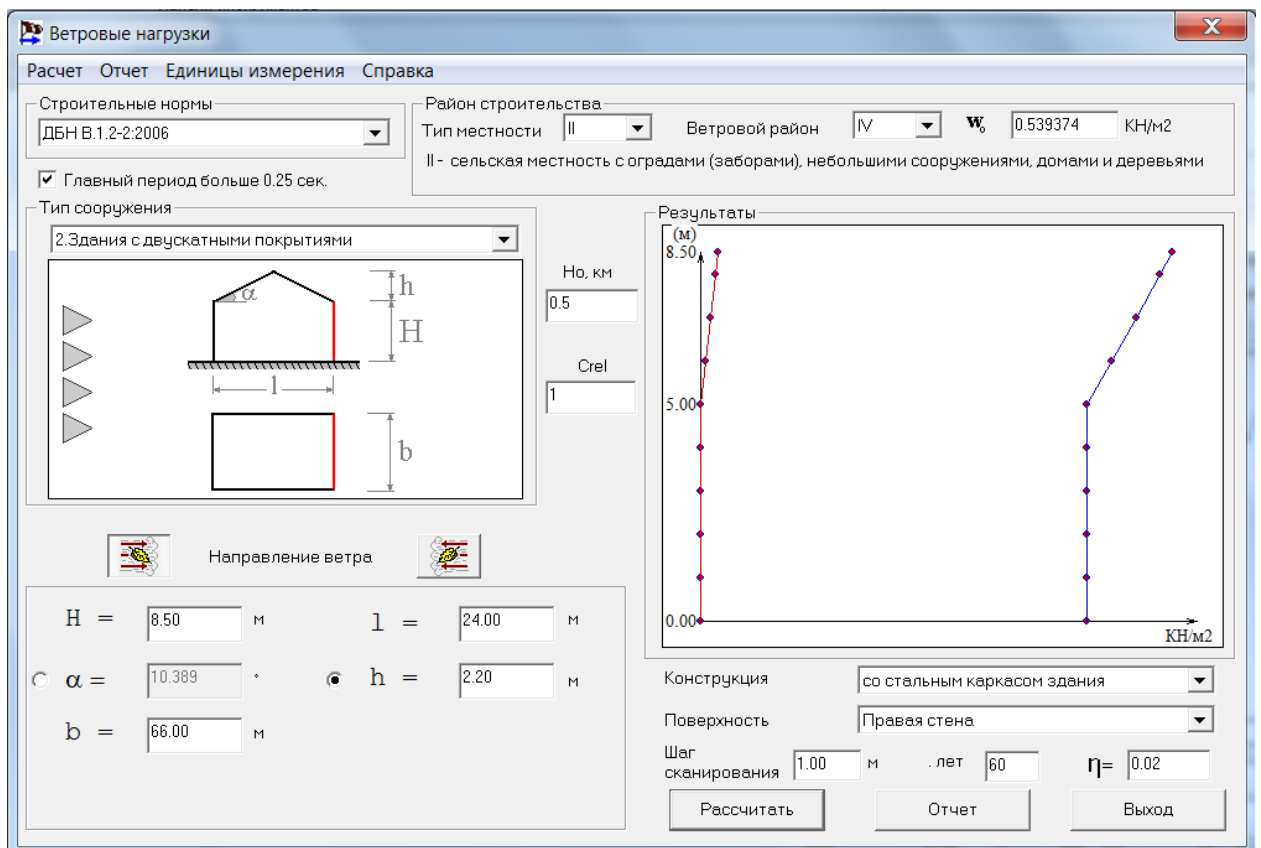 Ветровые нагрузки
X
Расчет Отчет Единицы измерения Справка
Строительные нормы
ДБН В.1.2-2:2006
Главный период больше 0.25 сек.
Район строительства
Тип местности II Ветровой район IV W₀ 0.539374 КН/м2
II - сельская местность с оградами (заборами), небольшими сооружениями, домами и деревьями
Тип сооружения
2.Здания с двускатными покрытиями
α
h
H
l
b
Ho, км
0.5
Crel
1
Результаты
(м)
8.50
5.00
0.00
КН/м2
Направление ветра
H = 8.50 м l = 24.00 м
α = 10.389 ° h = 2.20 м
b = 66.00 м
Конструкция со стальным каркасом здания
Поверхность Правая стена
Шаг
сканирования 1.00 м . лет 60 η= 0.02
Рассчитать Отчет Выход